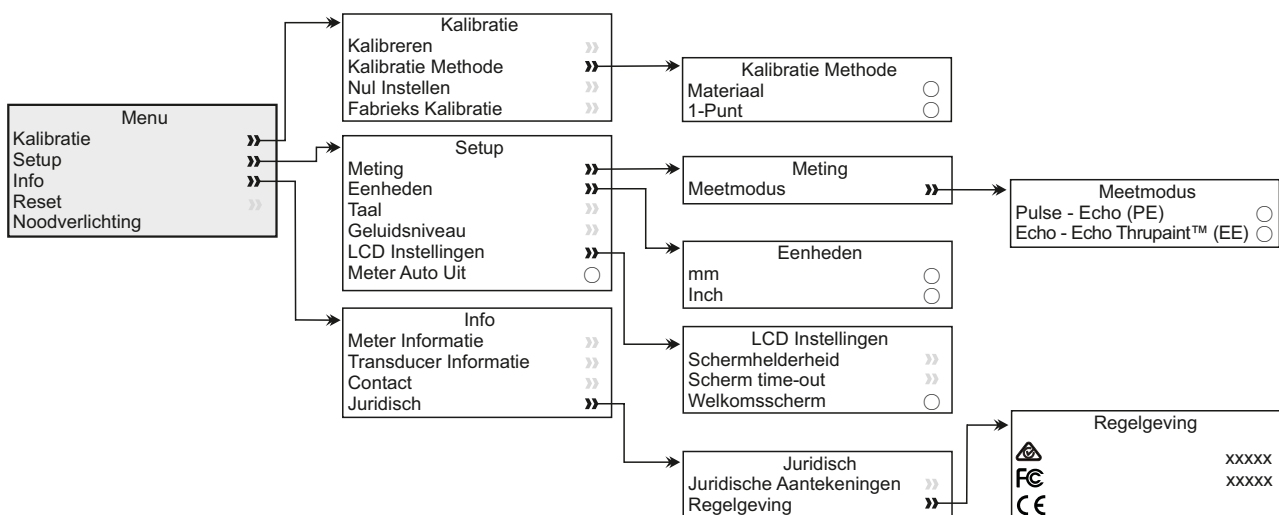 Menu
Kalibratie
Setup
Info
Reset
Noodverlichting
Kalibratie
Kalibreren
Kalibratie Methode
Nul Instellen
Fabrieks Kalibratie
Setup
Meting
Eenheden
Taal
Geluidsniveau
LCD Instellingen
Meter Auto Uit
Info
Meter Informatie
Transducer Informatie
Contact
Juridisch
Kalibratie Methode
Materiaal
1-Punt
Meting
Meetmodus
Eenheden
mm
Inch
LCD Instellingen
Schermhelderheid
Scherm time-out
Welkomsscherm
Juridisch
Juridische Aantekeningen
Regelgeving
Meetmodus
Pulse - Echo (PE)
Echo - Echo Thrupaint™ (EE)
Regelgeving
xxxxx
FC xxxxx
CE